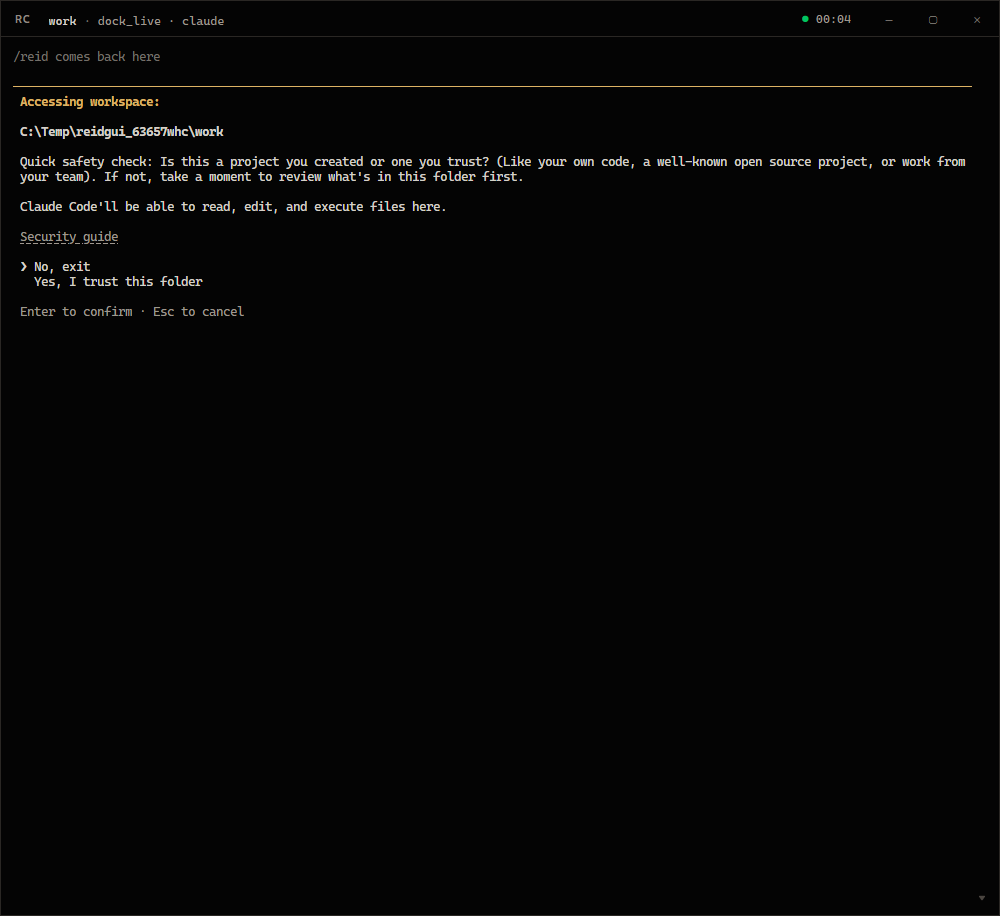 RC work · dock_live · claude 00:04
/reid comes back here
Accessing workspace:
C:\Temp\reidgui_63657whc\work
Quick safety check: Is this a project you created or one you trust? (Like your own code, a well-known open source project, or work from
your team). If not, take a moment to review what's in this folder first.
Claude Code'll be able to read, edit, and execute files here.
Security guide
❯ No, exit
Yes, I trust this folder
Enter to confirm · Esc to cancel